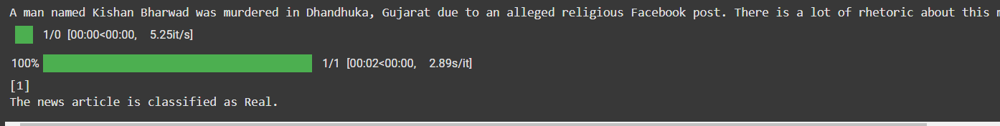 A man named Kishan Bharwad was murdered in Dhandhuka, Gujarat due to an alleged religious Facebook post. There is a lot of rhetoric about this
1/0 [00:00<00:00, 5.25it/s]
100% 1/1 [00:02<00:00, 2.89s/it]
[1]
The news article is classified as Real.